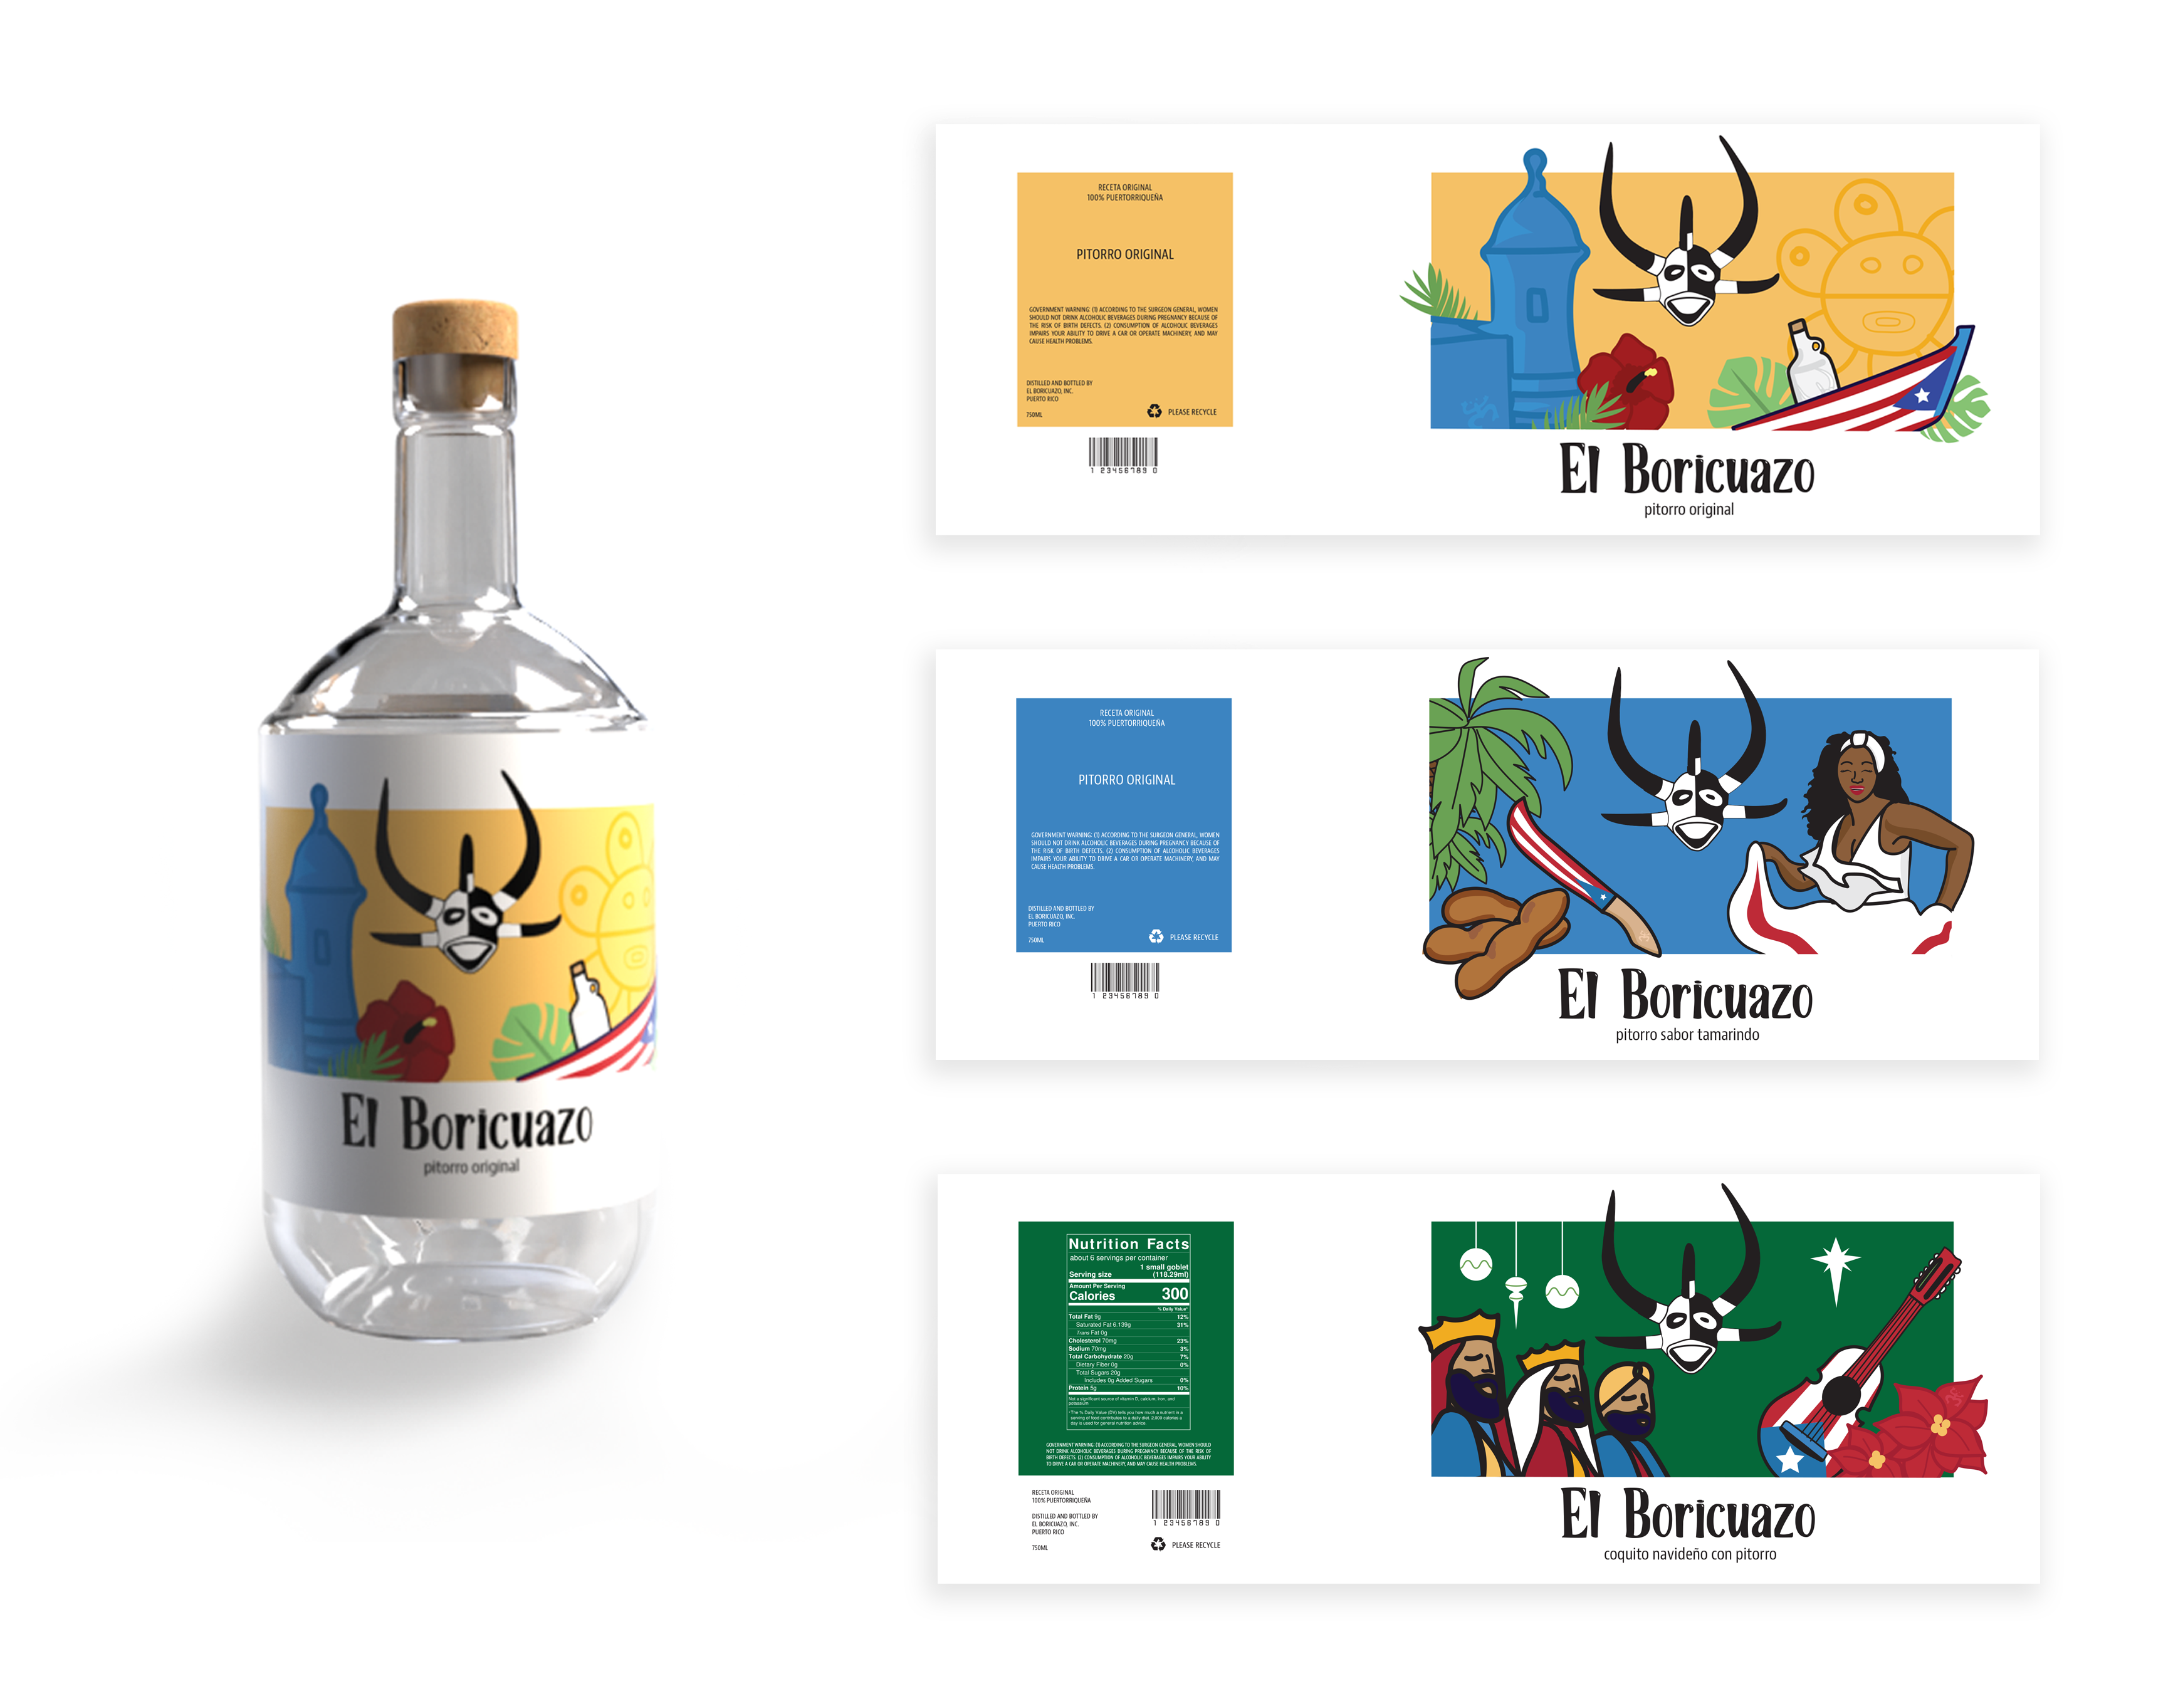 El Boricuazo
pitorro original
RECETA ORIGINAL
100% PUERTORRIQUEÑA
PITORRO ORIGINAL
GOVERNMENT WARNING: (1) ACCORDING TO THE SURGEON GENERAL, WOMEN
SHOULD NOT DRINK ALCOHOLIC BEVERAGES DURING PREGNANCY BECAUSE OF
THE RISK OF BIRTH DEFECTS. (2) CONSUMPTION OF ALCOHOLIC BEVERAGES
IMPAIRS YOUR ABILITY TO DRIVE A CAR OR OPERATE MACHINERY, AND MAY
CAUSE HEALTH PROBLEMS.
DISTILLED AND BOTTLED BY
EL BORICUAZO, INC.
PUERTO RICO
750ML
PLEASE RECYCLE
1 23456789 0
El Boricuazo
pitorro original
RECETA ORIGINAL
100% PUERTORRIQUEÑA
PITORRO ORIGINAL
GOVERNMENT WARNING: (1) ACCORDING TO THE SURGEON GENERAL, WOMEN
SHOULD NOT DRINK ALCOHOLIC BEVERAGES DURING PREGNANCY BECAUSE OF
THE RISK OF BIRTH DEFECTS. (2) CONSUMPTION OF ALCOHOLIC BEVERAGES
IMPAIRS YOUR ABILITY TO DRIVE A CAR OR OPERATE MACHINERY, AND MAY
CAUSE HEALTH PROBLEMS.
DISTILLED AND BOTTLED BY
EL BORICUAZO, INC.
PUERTO RICO
750ML
PLEASE RECYCLE
1 23456789 0
El Boricuazo
pitorro sabor tamarindo
Nutrition Facts
about 6 servings per container
1 small goblet
Serving size (118.29ml)
Amount Per Serving
Calories 300
% Daily Value*
Total Fat 9g 12%
Saturated Fat 6.139g 31%
Trans Fat 0g
Cholesterol 70mg 23%
Sodium 70mg 3%
Total Carbohydrate 20g 7%
Dietary Fiber 0g 0%
Total Sugars 20g
Includes 0g Added Sugars 0%
Protein 5g 10%
Not a significant source of vitamin D, calcium, iron, and
potassium
*The % Daily Value (DV) tells you how much a nutrient in a
serving of food contributes to a daily diet. 2,000 calories a
day is used for general nutrition advice.
GOVERNMENT WARNING: (1) ACCORDING TO THE SURGEON GENERAL, WOMEN SHOULD
NOT DRINK ALCOHOLIC BEVERAGES DURING PREGNANCY BECAUSE OF THE RISK OF
BIRTH DEFECTS. (2) CONSUMPTION OF ALCOHOLIC BEVERAGES IMPAIRS YOUR ABILITY
TO DRIVE A CAR OR OPERATE MACHINERY, AND MAY CAUSE HEALTH PROBLEMS.
RECETA ORIGINAL
100% PUERTORRIQUEÑA
DISTILLED AND BOTTLED BY
EL BORICUAZO, INC.
PUERTO RICO
750ML
1 23456789 0
PLEASE RECYCLE
El Boricuazo
coquito navideño con pitorro